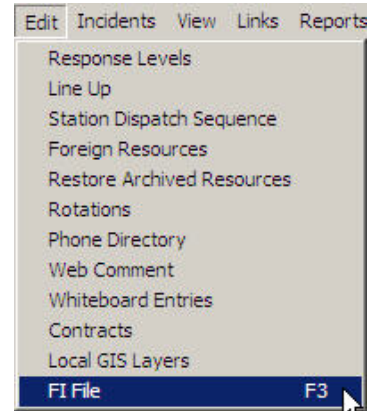 Edit Incidents View Links Reports
Response Levels
Line Up
Station Dispatch Sequence
Foreign Resources
Restore Archived Resources
Rotations
Phone Directory
Web Comment
Whiteboard Entries
Contracts
Local GIS Layers
FI File F3